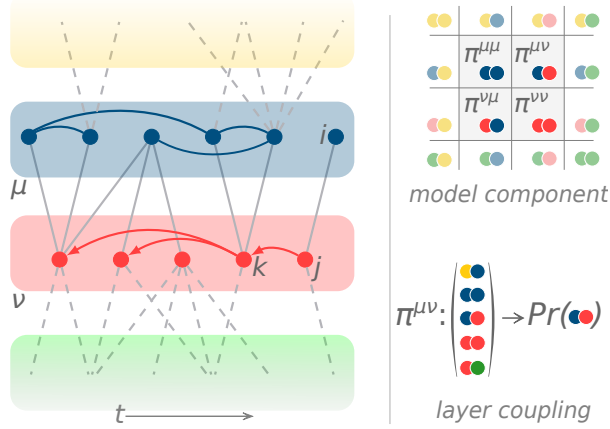 i
μ
k
j
ν
t
π^μμ π^μν
π^νμ π^νν
model component
π^μν: → Pr( )
layer coupling